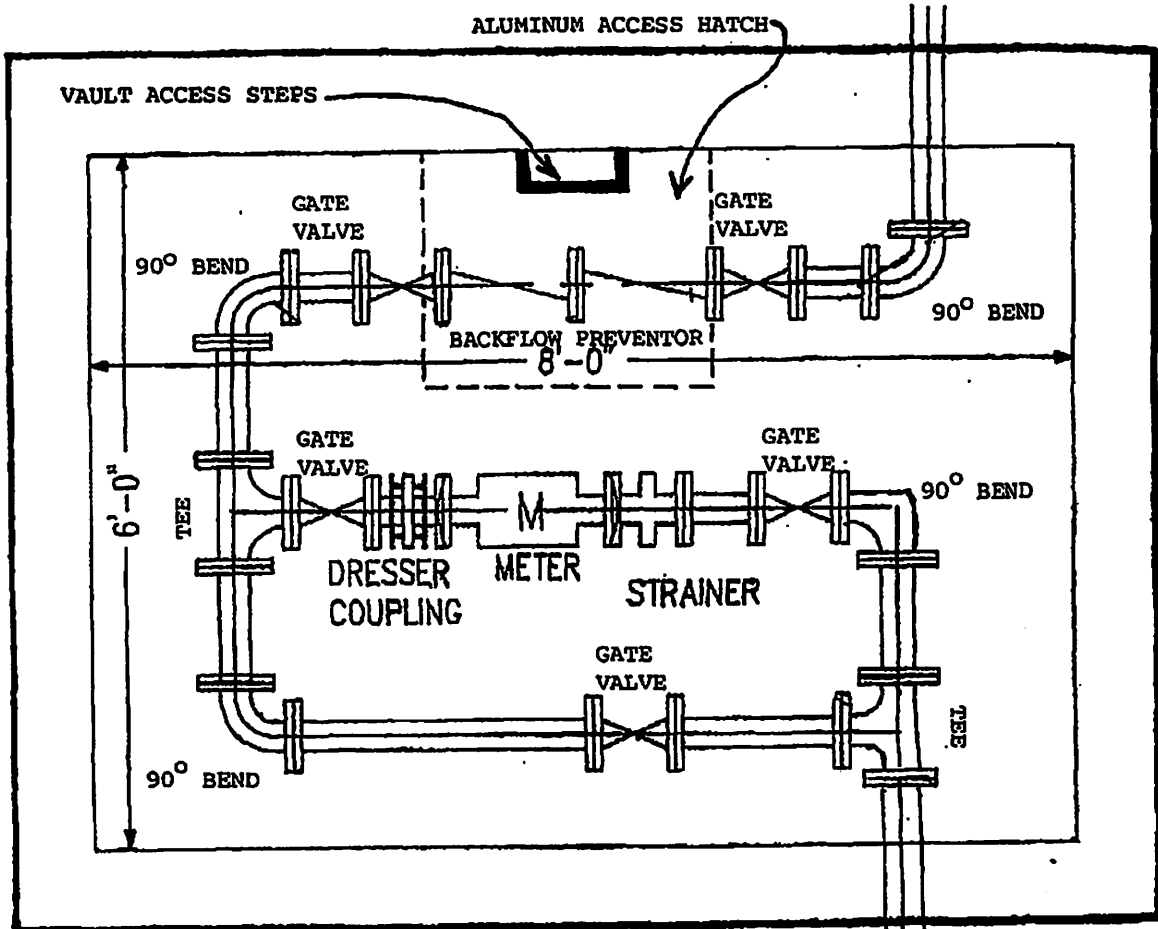 ALUMINUM ACCESS HATCH
VAULT ACCESS STEPS
GATE
VALVE
GATE
VALVE
90° BEND
90° BEND
BACKFLOW PREVENTOR
8'-0"
6'-0"
TEE
GATE
VALVE
GATE
VALVE
90° BEND
M
DRESSER
COUPLING
METER
STRAINER
GATE
VALVE
TEE
90° BEND